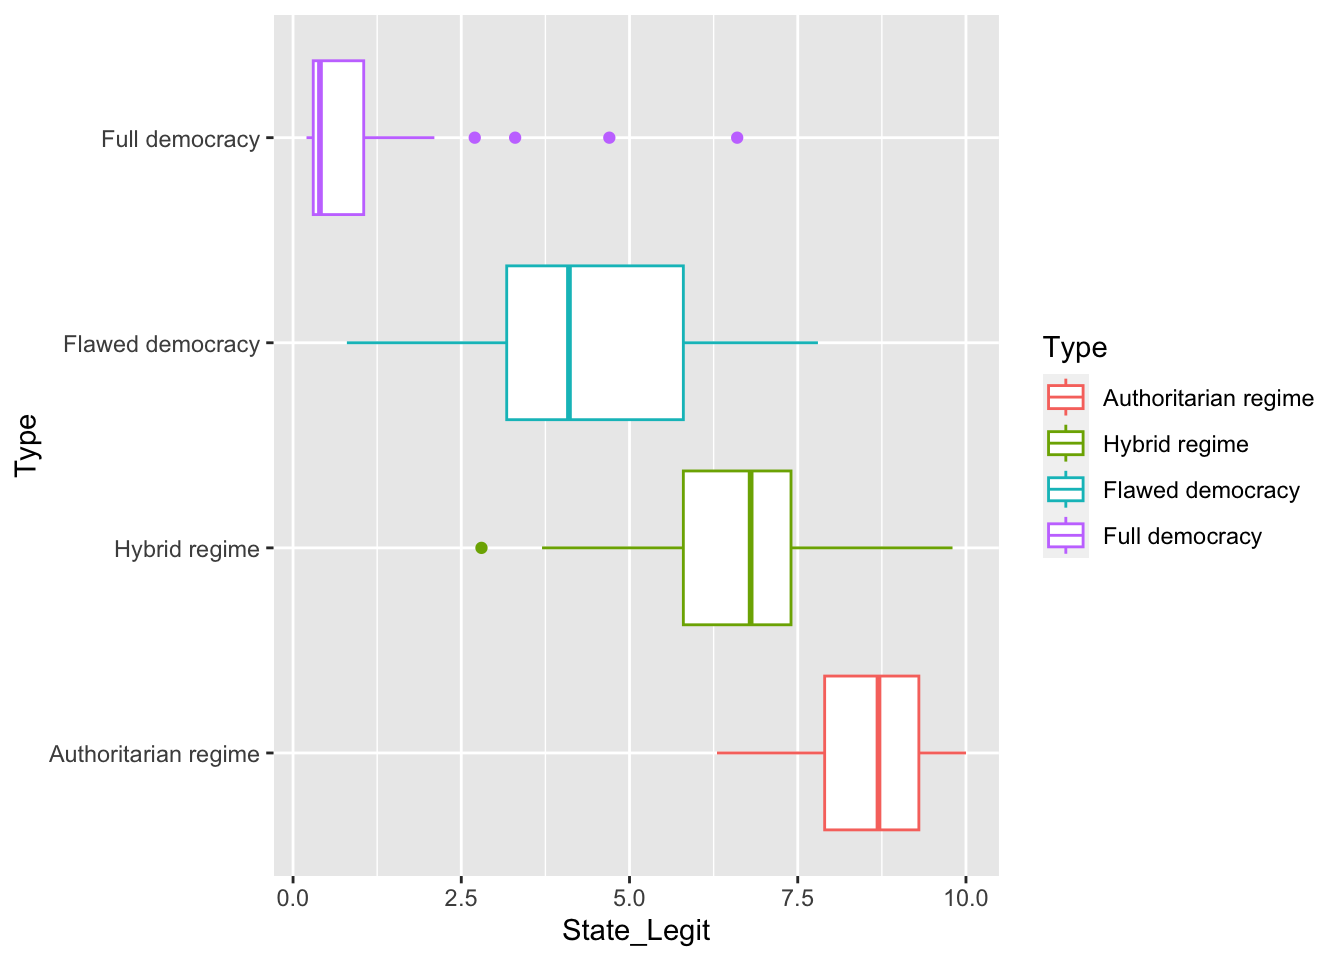 Full democracy
Flawed democracy
Hybrid regime
Authoritarian regime
Type
0.0
2.5
5.0
7.5
10.0
State_Legit
Type
Authoritarian regime
Hybrid regime
Flawed democracy
Full democracy